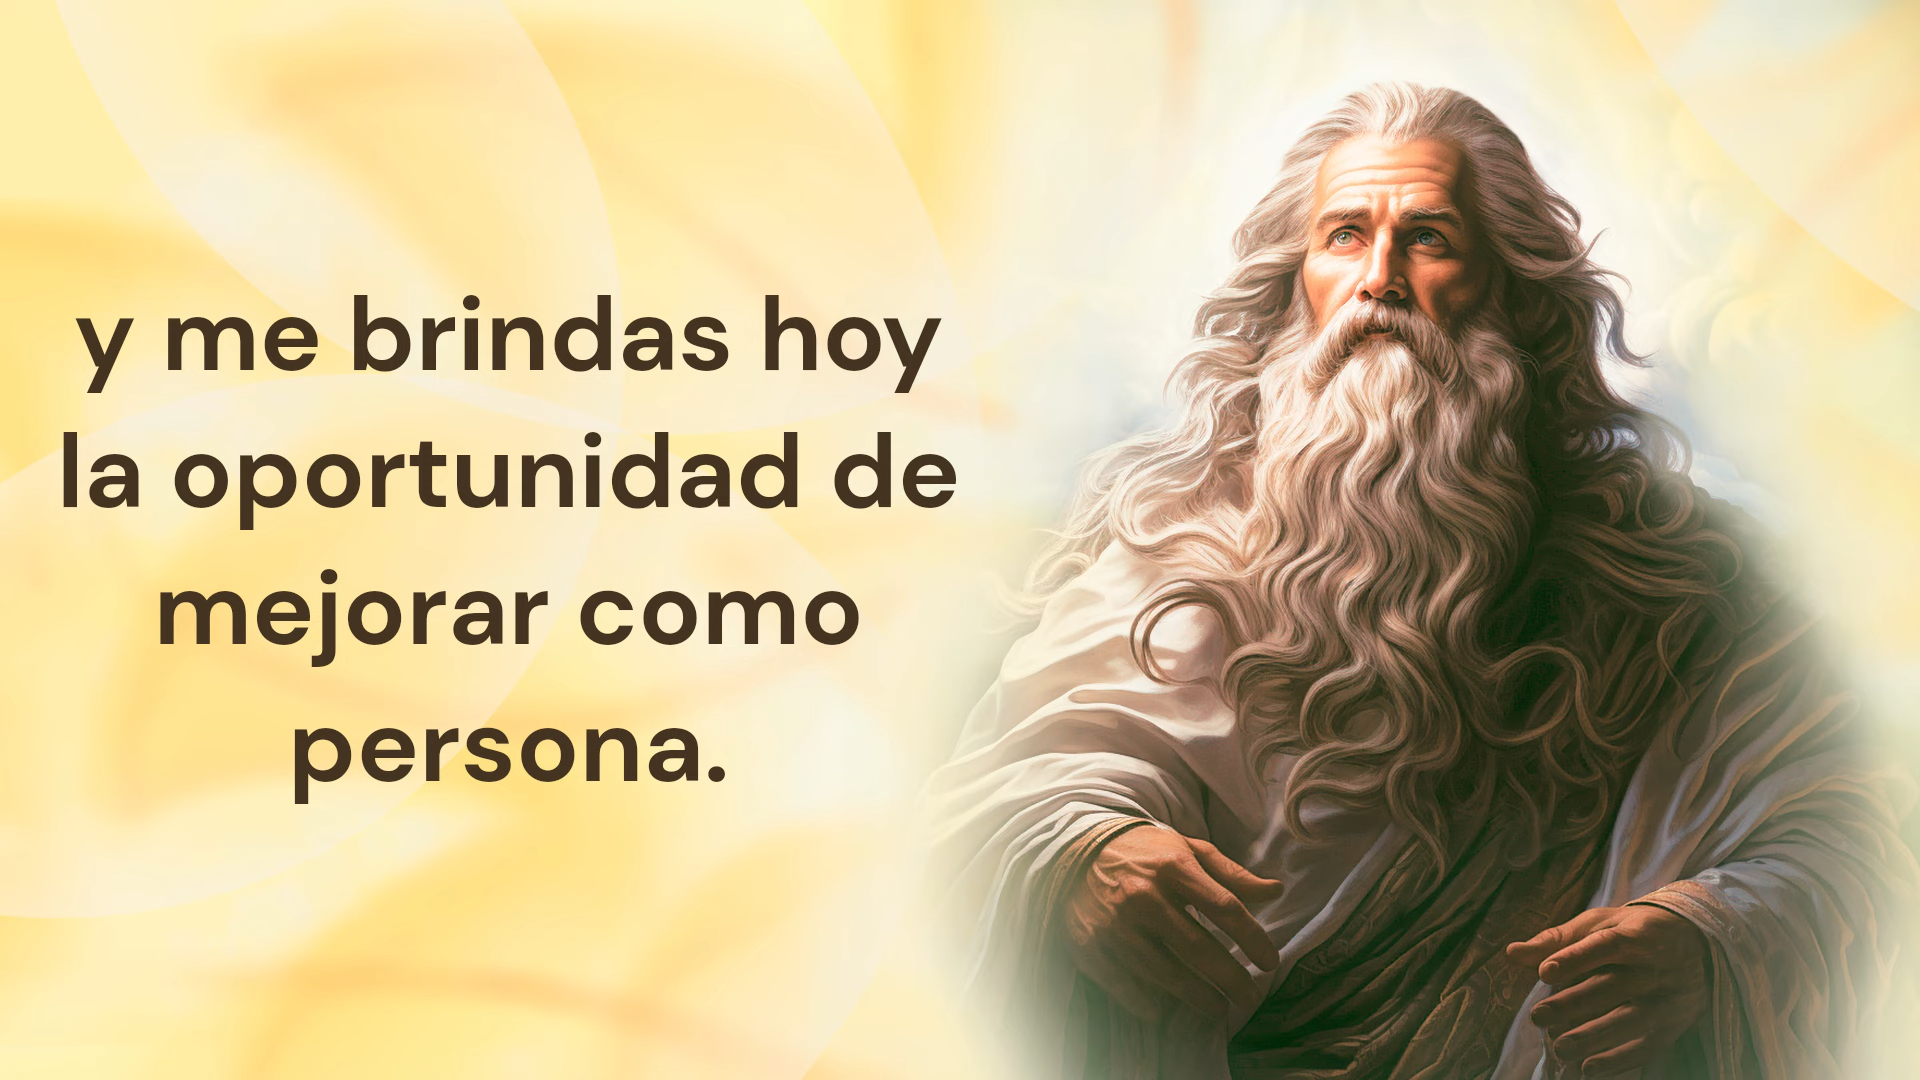 y me brindas hoy
la oportunidad de
mejorar como
persona.